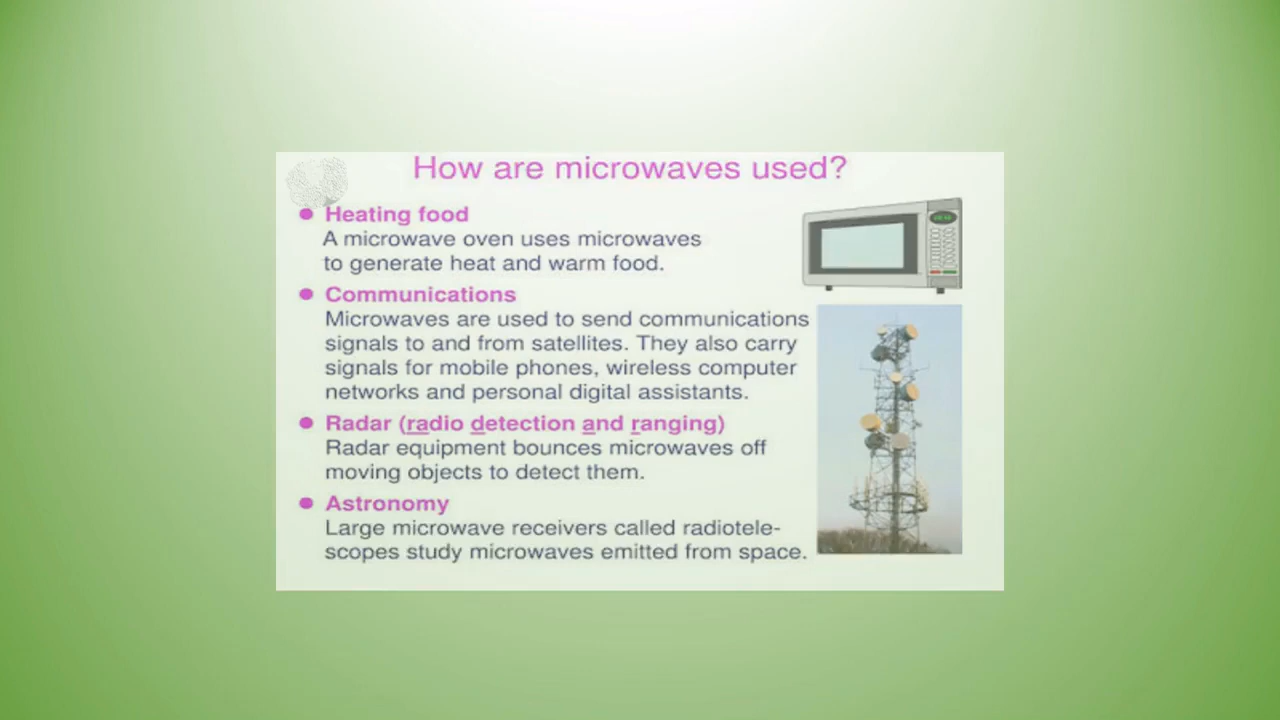 How are microwaves used?
● Heating food
A microwave oven uses microwaves
to generate heat and warm food.
● Communications
Microwaves are used to send communications
signals to and from satellites. They also carry
signals for mobile phones, wireless computer
networks and personal digital assistants.
● Radar (radio detection and ranging)
Radar equipment bounces microwaves off
moving objects to detect them.
● Astronomy
Large microwave receivers called radiotele-
scopes study microwaves emitted from space.